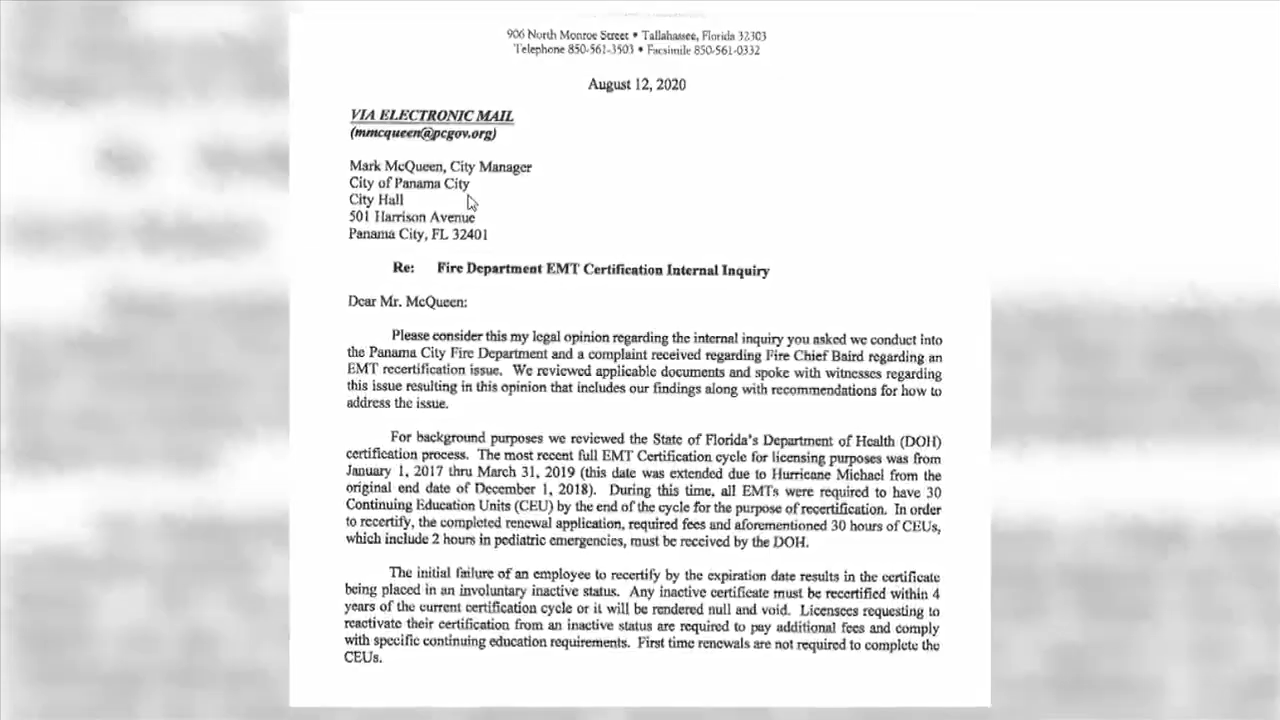 906 North Monroe Street • Tallahassee, Florida 32303
Telephone 850-561-3503 • Facsimile 850-561-0332
August 12, 2020
VIA ELECTRONIC MAIL
(mmcqueen@pcgov.org)
Mark McQueen, City Manager
City of Panama City
City Hall
501 Harrison Avenue
Panama City, FL 32401
Re: Fire Department EMT Certification Internal Inquiry
Dear Mr. McQueen:
Please consider this my legal opinion regarding the internal inquiry you asked we conduct into
the Panama City Fire Department and a complaint received regarding Fire Chief Baird regarding an
EMT recertification issue. We reviewed applicable documents and spoke with witnesses regarding
this issue resulting in this opinion that includes our findings along with recommendations for how to
address the issue.
For background purposes we reviewed the State of Florida's Department of Health (DOH)
certification process. The most recent full EMT Certification cycle for licensing purposes was from
January 1, 2017 thru March 31, 2019 (this date was extended due to Hurricane Michael from the
original end date of December 1, 2018). During this time, all EMTs were required to have 30
Continuing Education Units (CEU) by the end of the cycle for the purpose of recertification. In order
to recertify, the completed renewal application, required fees and aforementioned 30 hours of CEUs,
which include 2 hours in pediatric emergencies, must be received by the DOH.
The initial failure of an employee to recertify by the expiration date results in the certificate
being placed in an involuntary inactive status. Any inactive certificate must be recertified within 4
years of the current certification cycle or it will be rendered null and void. Licensees requesting to
reactivate their certification from an inactive status are required to pay additional fees and comply
with specific continuing education requirements. First time renewals are not required to complete the
CEUs.